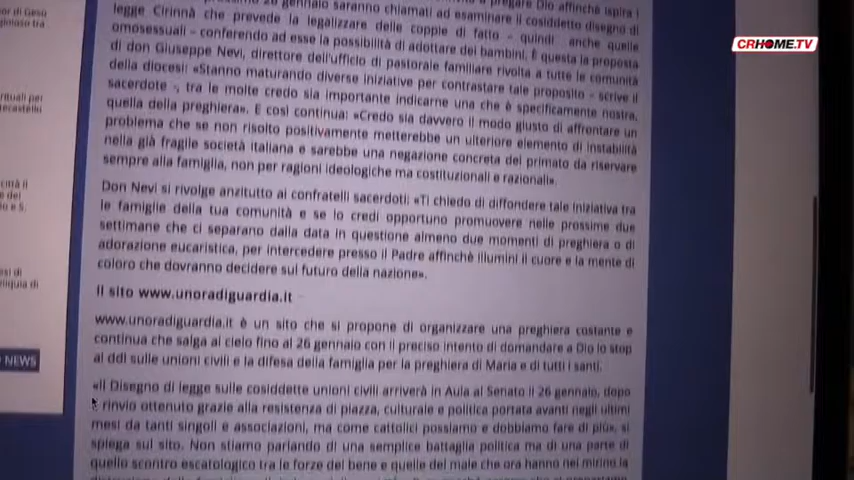 gennaio saranno chiamati ad esaminare il cosiddetto disegno di
legge Cirinnà che prevede la legalizzare delle coppie di fatto – quindi anche quelle
omosessuali – conferendo ad esse la possibilità di adottare dei bambini. È questa la proposta
di don Giuseppe Nevi, direttore dell'ufficio di pastorale familiare rivolta a tutte le comunità
della diocesi: «Stanno maturando diverse iniziative per contrastare tale proposito – scrive il
sacerdote -, tra le molte credo sia importante indicarne una che è specificamente nostra,
quella della preghiera». E così continua: «Credo sia davvero il modo giusto di affrontare un
problema che se non risolto positivamente metterebbe un ulteriore elemento di instabilità
nella già fragile società italiana e sarebbe una negazione concreta del primato da riservare
sempre alla famiglia, non per ragioni ideologiche ma costituzionali e razionali».
Don Nevi si rivolge anzitutto ai confratelli sacerdoti: «Ti chiedo di diffondere tale iniziativa tra
le famiglie della tua comunità e se lo credi opportuno promuovere nelle prossime due
settimane che ci separano dalla data in questione almeno due momenti di preghiera o di
adorazione eucaristica, per intercedere presso il Padre affinchè illumini il cuore e la mente di
coloro che dovranno decidere sul futuro della nazione».
Il sito www.unoradiguardia.it
www.unoradiguardia.it è un sito che si propone di organizzare una preghiera costante e
continua che salga al cielo fino al 26 gennaio con il preciso intento di domandare a Dio lo stop
al ddl sulle unioni civili e la difesa della famiglia per la preghiera di Maria e di tutti i santi.
«Il Disegno di legge sulle cosiddette unioni civili arriverà in Aula al Senato il 26 gennaio, dopo
rinvio ottenuto grazie alla resistenza di piazza, culturale e politica portata avanti negli ultimi
mesi da tanti singoli e associazioni, ma come cattolici possiamo e dobbiamo fare di più», si
spiega sul sito. Non stiamo parlando di una semplice battaglia politica ma di una parte di
quello scontro escatologico tra le forze del bene e quelle del male che ora hanno nel mirino la
CRHOME.TV
NEWS